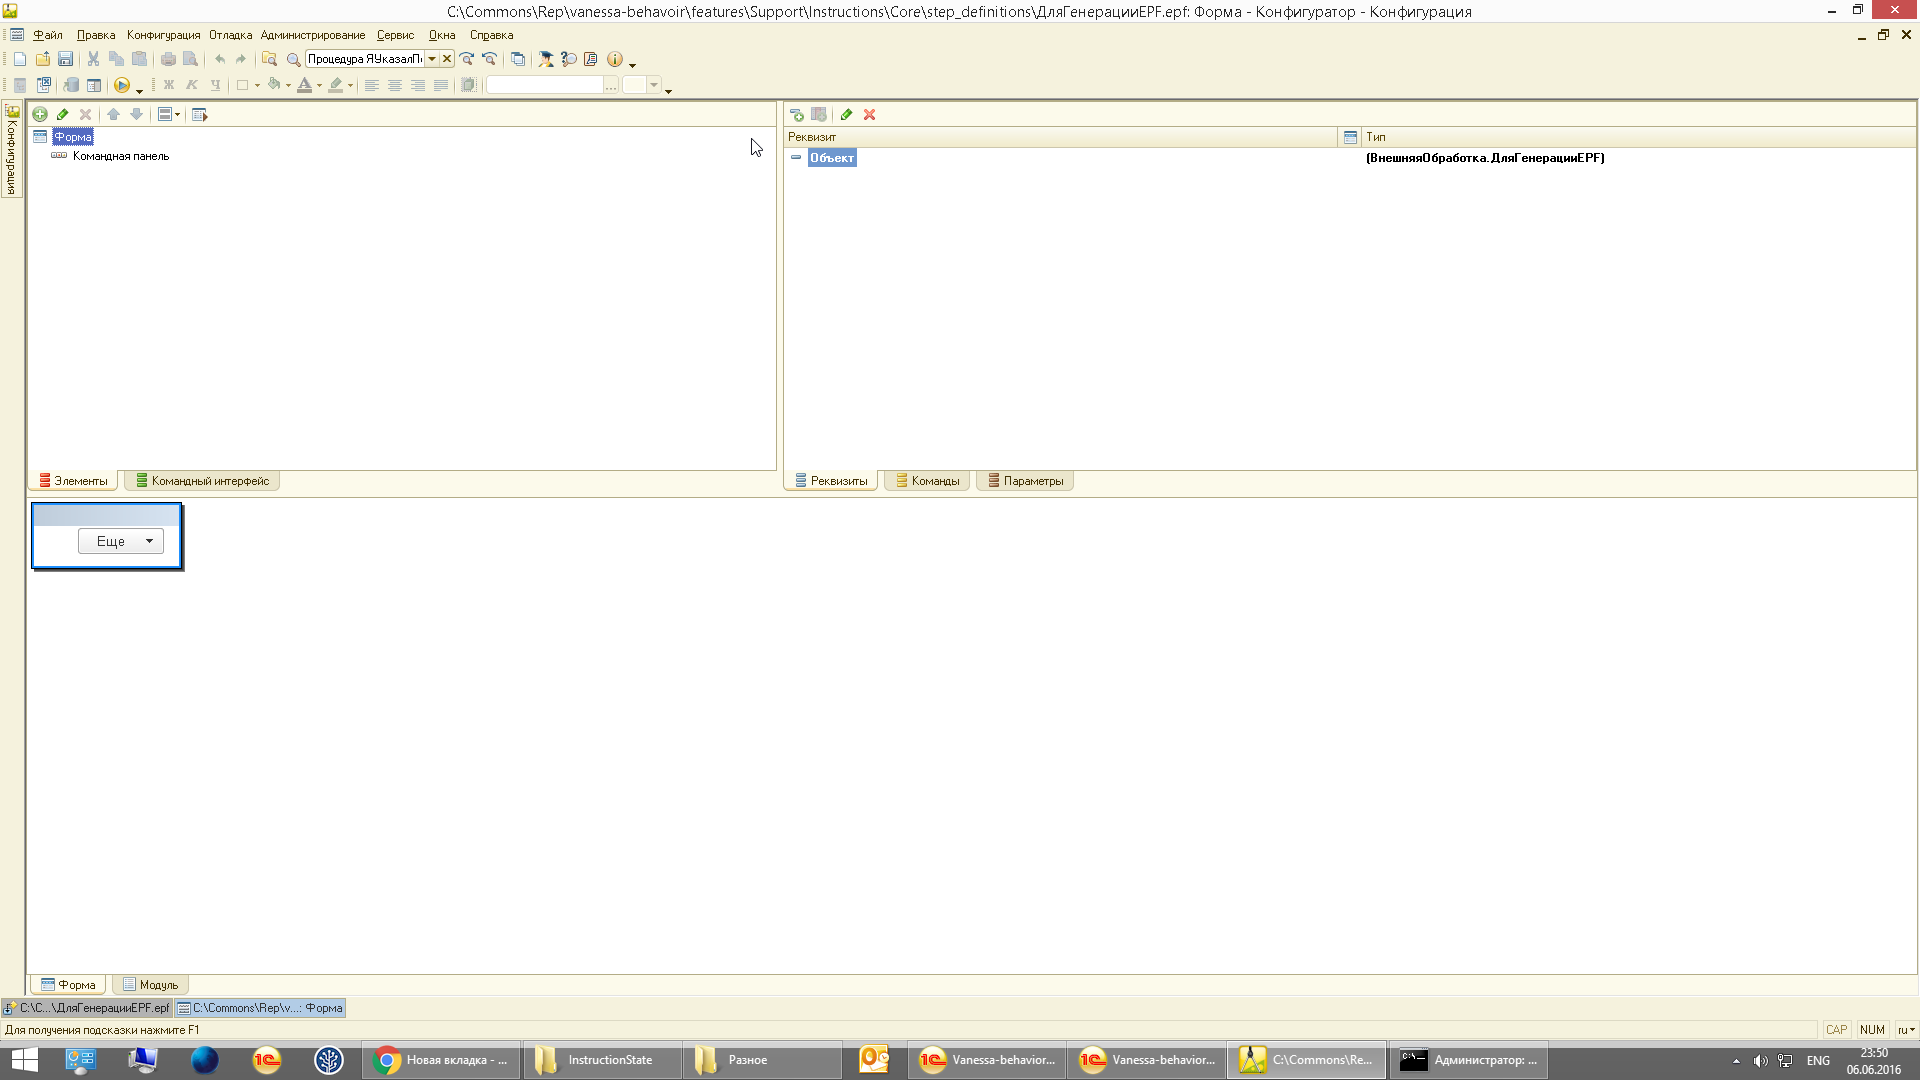 C:\Commons\Rep\vanessa-behavoir\features\Support\Instructions\Core\step_definitions\ДляГенерацииEPF.epf: Форма - Конфигуратор - Конфигурация
Файл Правка Конфигурация Отладка Администрирование Сервис Окна Справка
Процедура ЯУказалП
Ж К Ч
Конфигурация
Форма
Командная панель
Реквизит Тип
Объект (ВнешняяОбработка.ДляГенерацииEPF)
Элементы Командный интерфейс
Реквизиты Команды Параметры
Еще
Форма Модуль
C:\C...\ДляГенерацииEPF.epf C:\Commons\Rep\v...: Форма
Для получения подсказки нажмите F1 CAP NUM ru
Новая вкладка - ... InstructionState Разное Vanessa-behavior... Vanessa-behavior... C:\Commons\Re... Администратор: ... ENG 23:50
06.06.2016